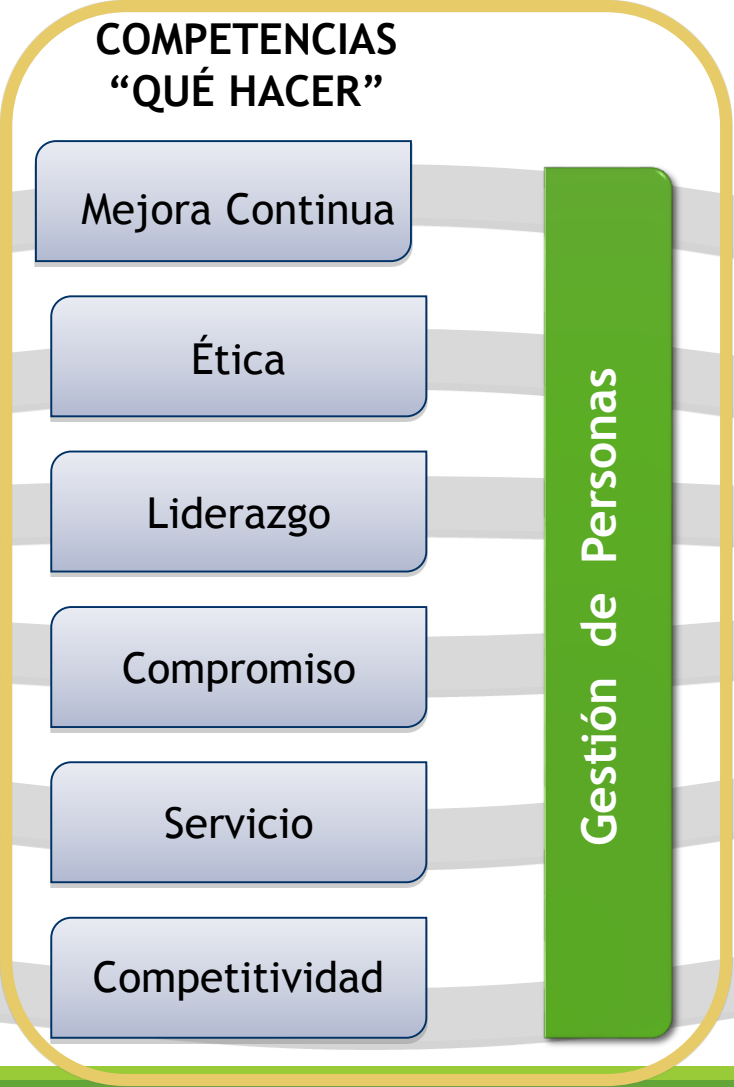 COMPETENCIAS
“QUÉ HACER”
Mejora Continua
Ética
Liderazgo
Compromiso
Servicio
Competitividad
Gestión de Personas